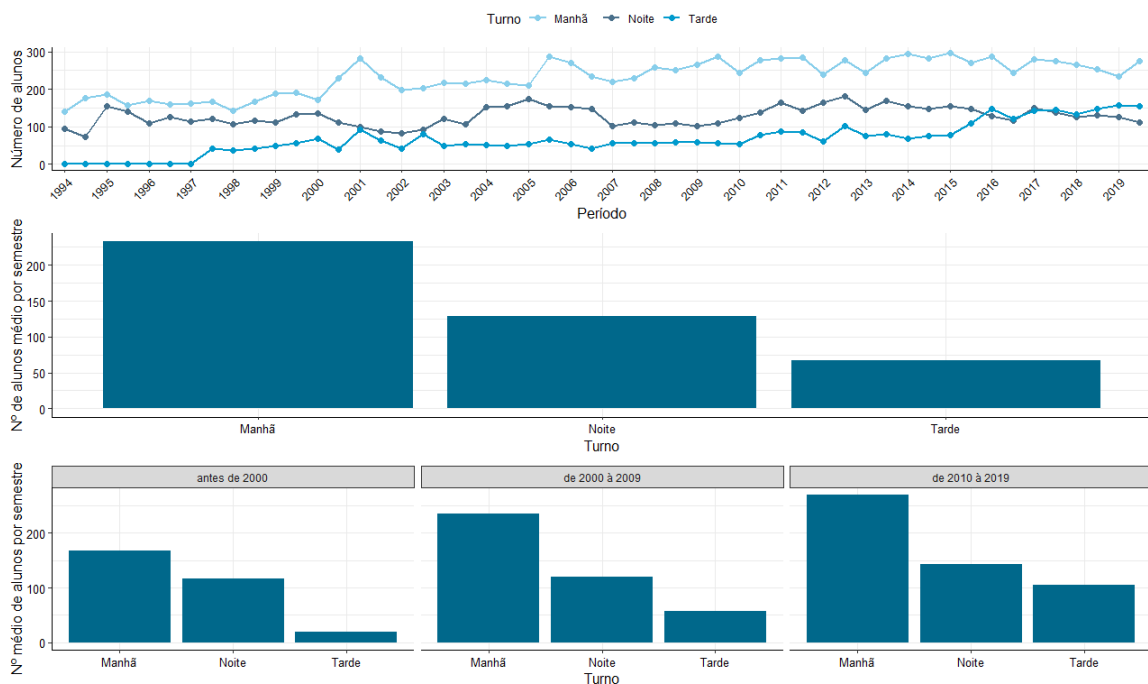 Turno Manhã Noite Tarde
Número de alunos
300
200
100
0
1994 1995 1996 1997 1998 1999 2000 2001 2002 2003 2004 2005 2006 2007 2008 2009 2010 2011 2012 2013 2014 2015 2016 2017 2018 2019
Período
Nº de alunos médio por semestre
200
150
100
50
0
Manhã Noite Tarde
Turno
Nº médio de alunos por semestre
antes de 2000 de 2000 à 2009 de 2010 à 2019
200
100
0
Manhã Noite Tarde Manhã Noite Tarde Manhã Noite Tarde
Turno